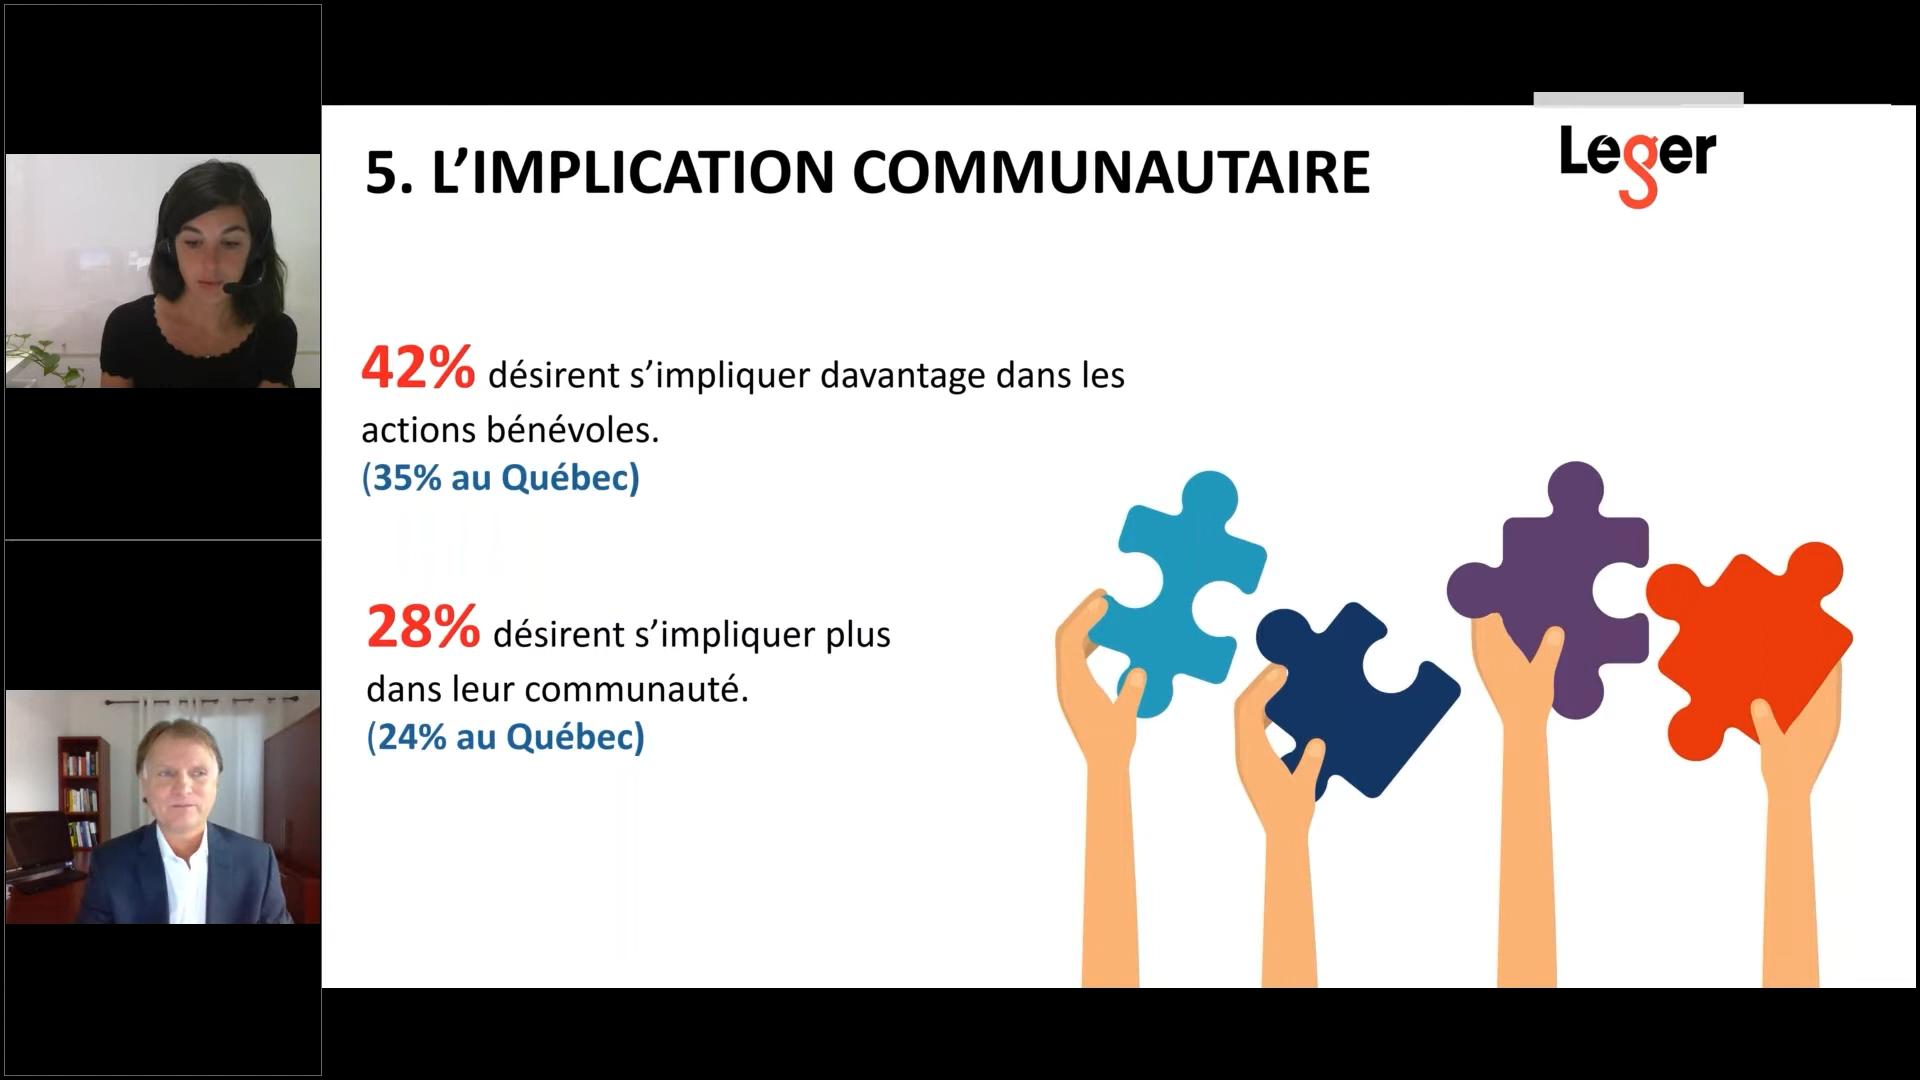 5. L’IMPLICATION COMMUNAUTAIRE
Léger
42% désirent s’impliquer davantage dans les
actions bénévoles.
(35% au Québec)
28% désirent s’impliquer plus
dans leur communauté.
(24% au Québec)